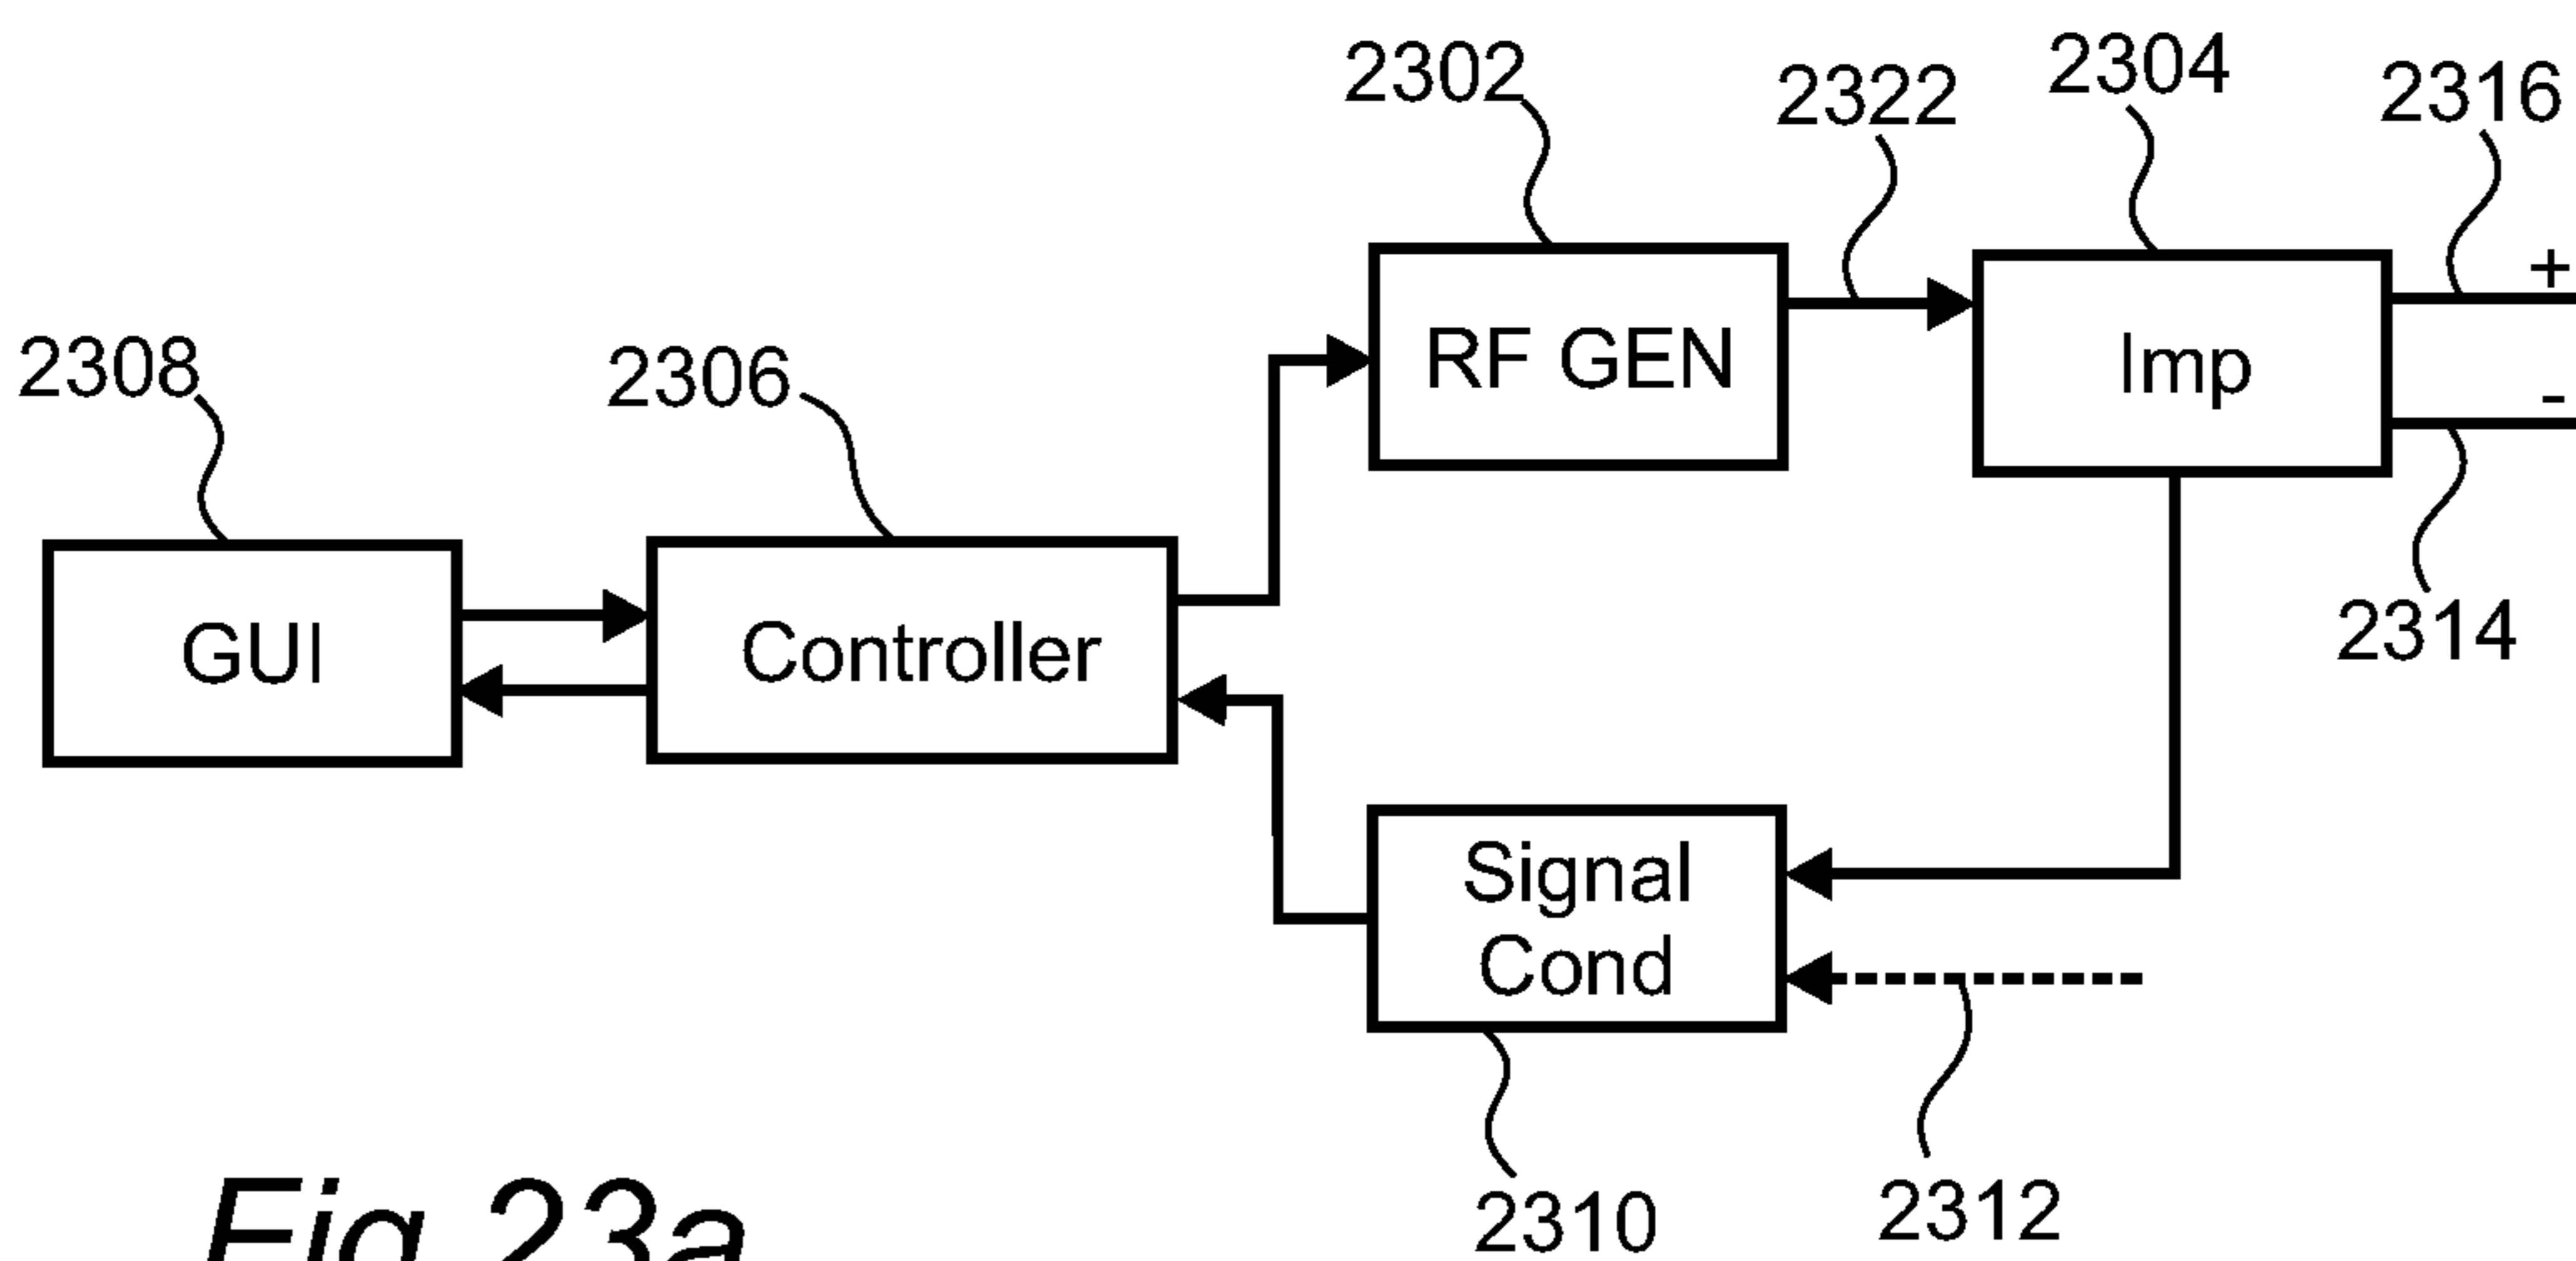 2302
2322
2304
2316
2308
2306
RF GEN
Imp
+
-
2314
GUI
Controller
Signal
Cond
2310
2312
Fig 23a